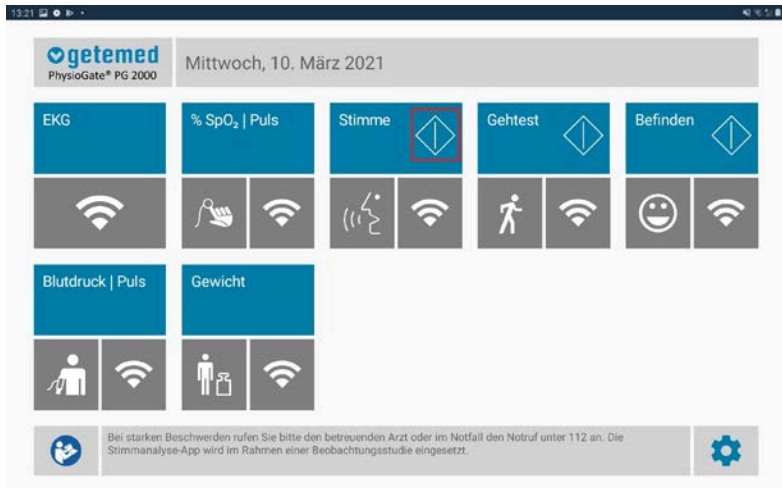 13:21
getemed
PhysioGate® PG 2000
Mittwoch, 10. März 2021
EKG
% SpO₂ | Puls
Stimme
Gehtest
Befinden
Blutdruck | Puls
Gewicht
Bei starken Beschwerden rufen Sie bitte den betreuenden Arzt oder im Notfall den Notruf unter 112 an. Die
Stimmanalyse-App wird im Rahmen einer Beobachtungsstudie eingesetzt.